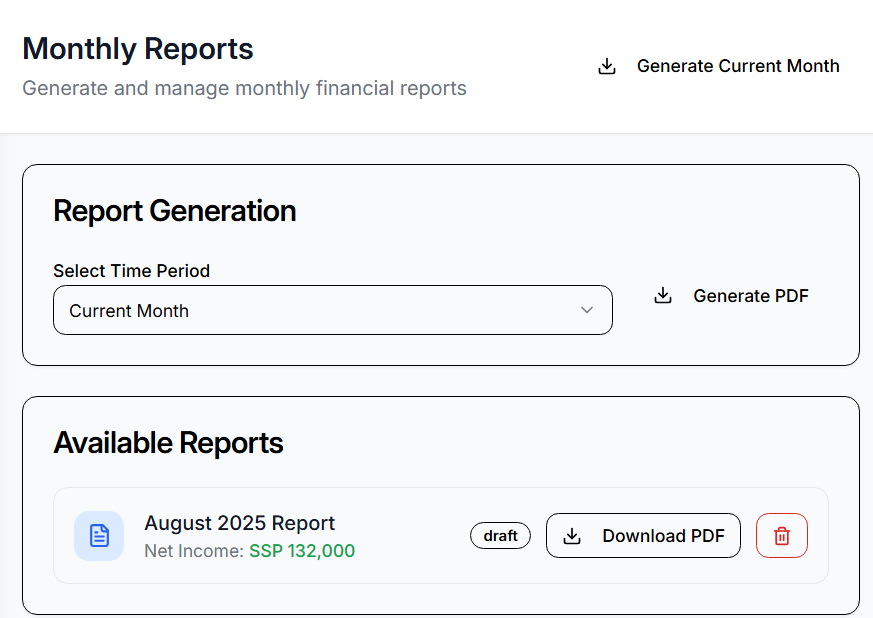 Monthly Reports
Generate and manage monthly financial reports
Generate Current Month
Report Generation
Select Time Period
Current Month
Generate PDF
Available Reports
August 2025 Report
Net Income: SSP 132,000
draft
Download PDF